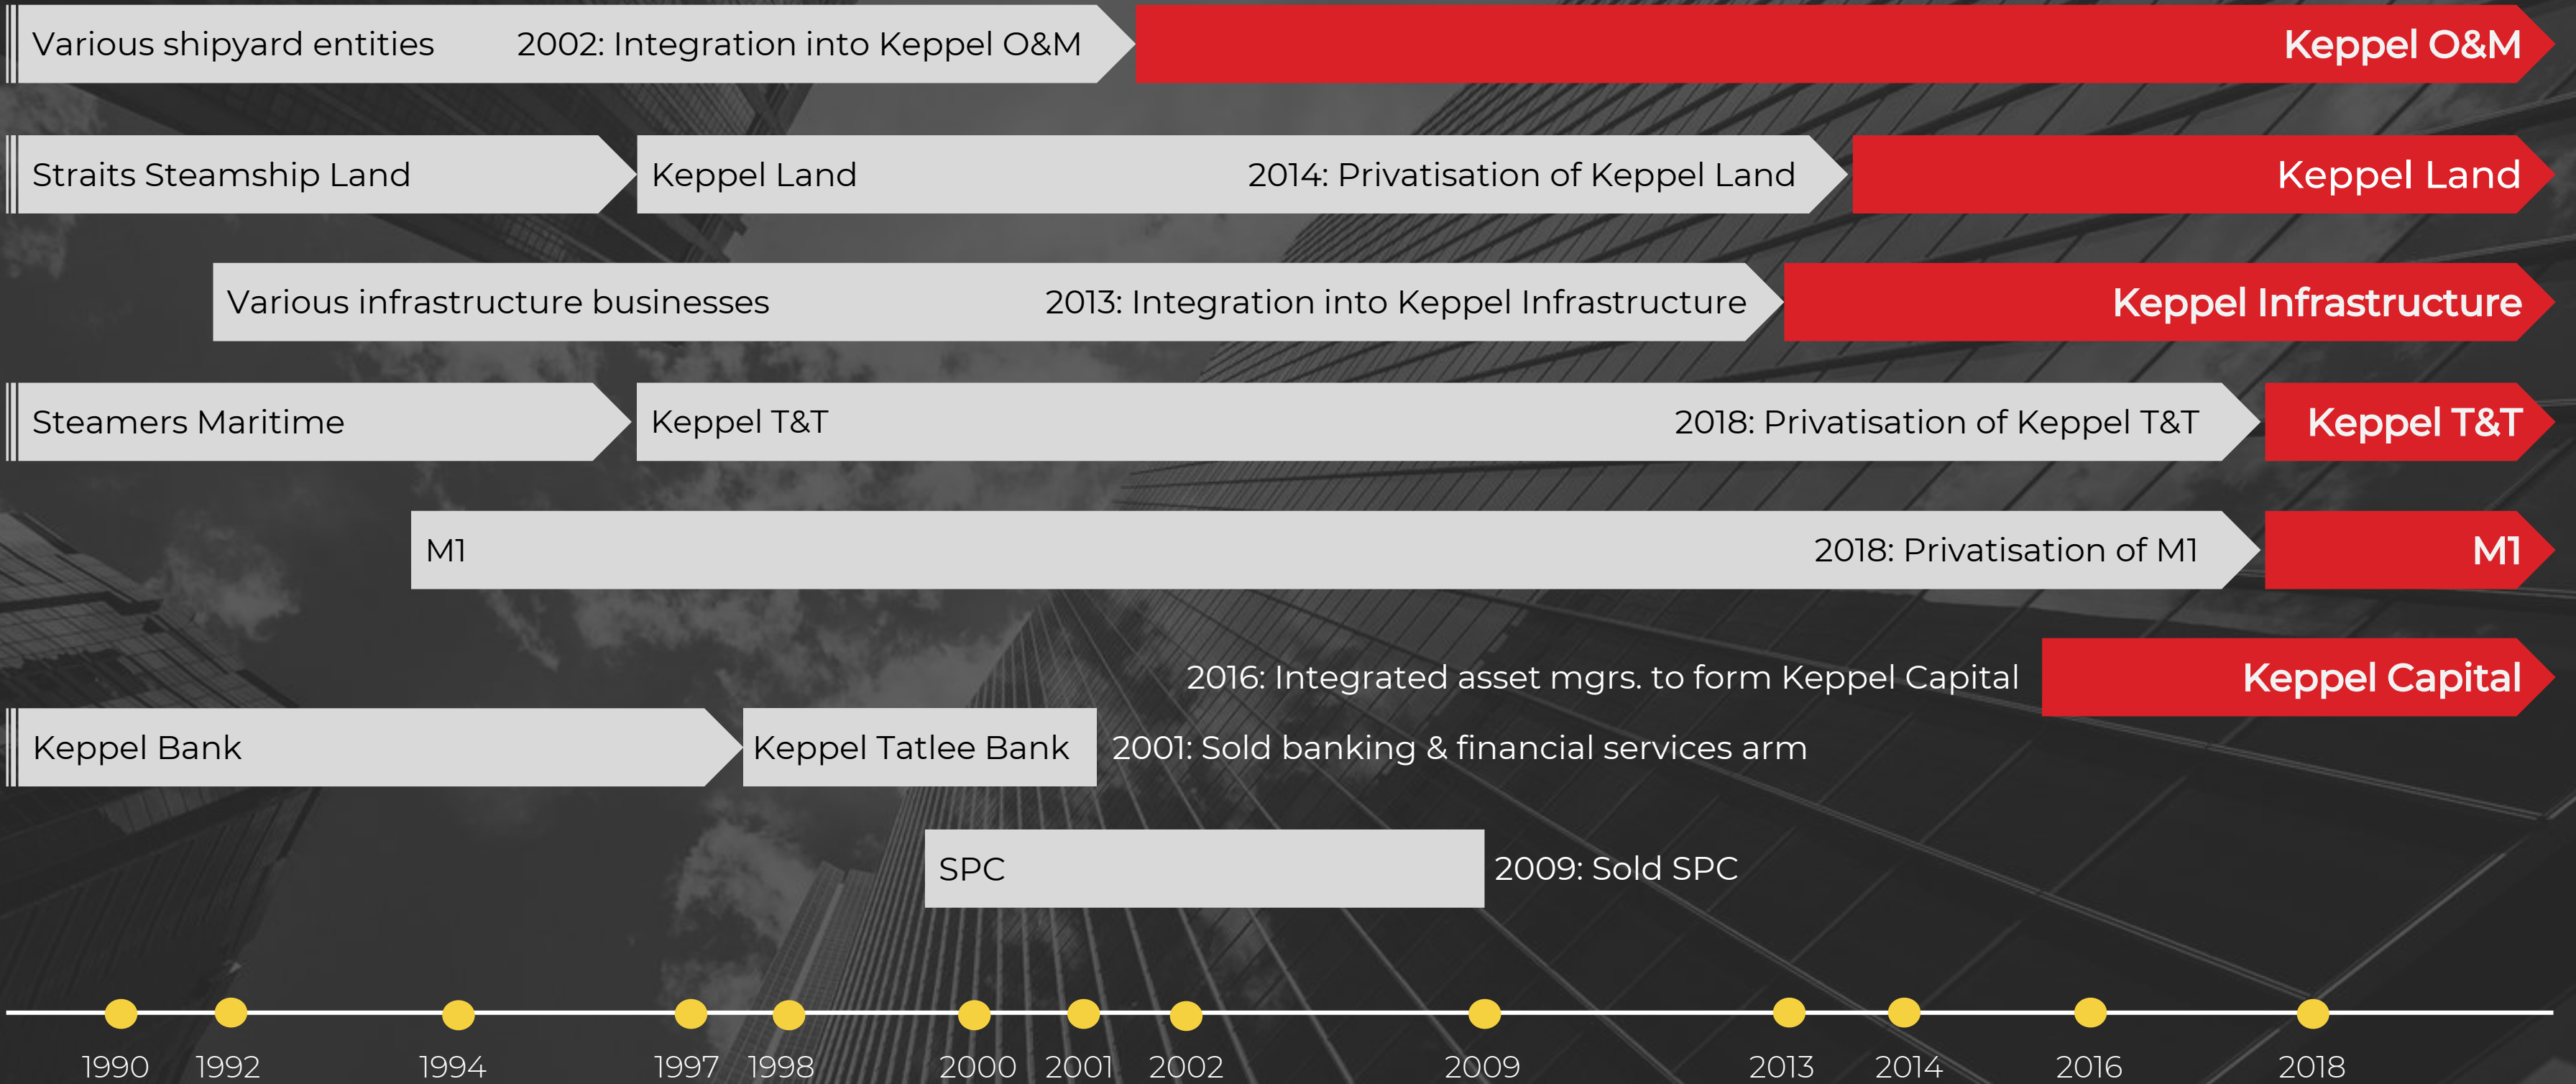 Various shipyard entities 2002: Integration into Keppel O&M Keppel O&M
Straits Steamship Land Keppel Land 2014: Privatisation of Keppel Land Keppel Land
Various infrastructure businesses 2013: Integration into Keppel Infrastructure Keppel Infrastructure
Steamers Maritime Keppel T&T 2018: Privatisation of Keppel T&T Keppel T&T
M1 2018: Privatisation of M1 M1
2016: Integrated asset mgrs. to form Keppel Capital Keppel Capital
Keppel Bank Keppel Tatlee Bank 2001: Sold banking & financial services arm
SPC 2009: Sold SPC
1990 1992 1994 1997 1998 2000 2001 2002 2009 2013 2014 2016 2018